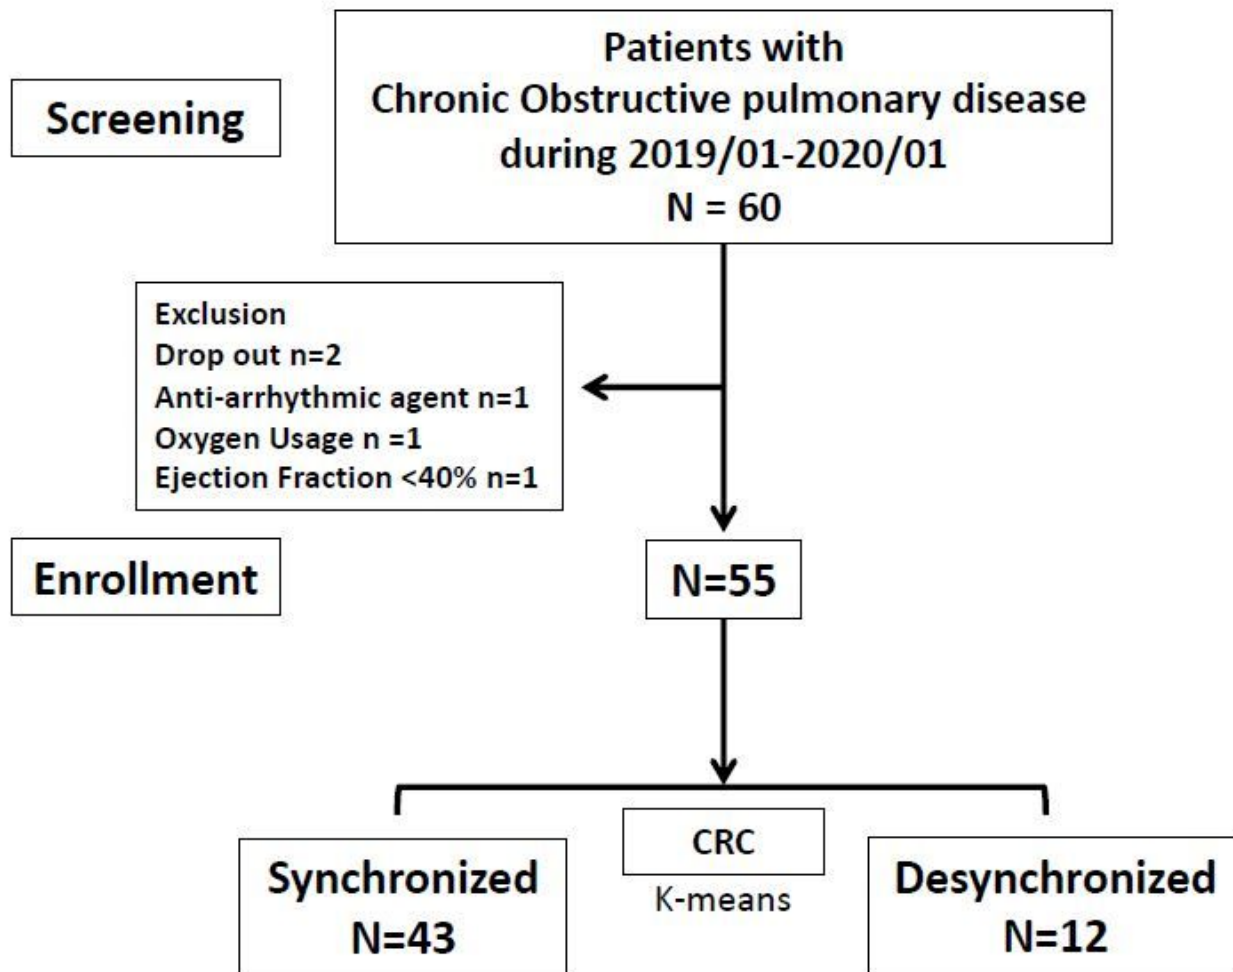 Screening
Patients with
Chronic Obstructive pulmonary disease
during 2019/01-2020/01
N = 60
Exclusion
Drop out n=2
Anti-arrhythmic agent n=1
Oxygen Usage n =1
Ejection Fraction <40% n=1
Enrollment
N=55
CRC
K-means
Synchronized
N=43
Desynchronized
N=12